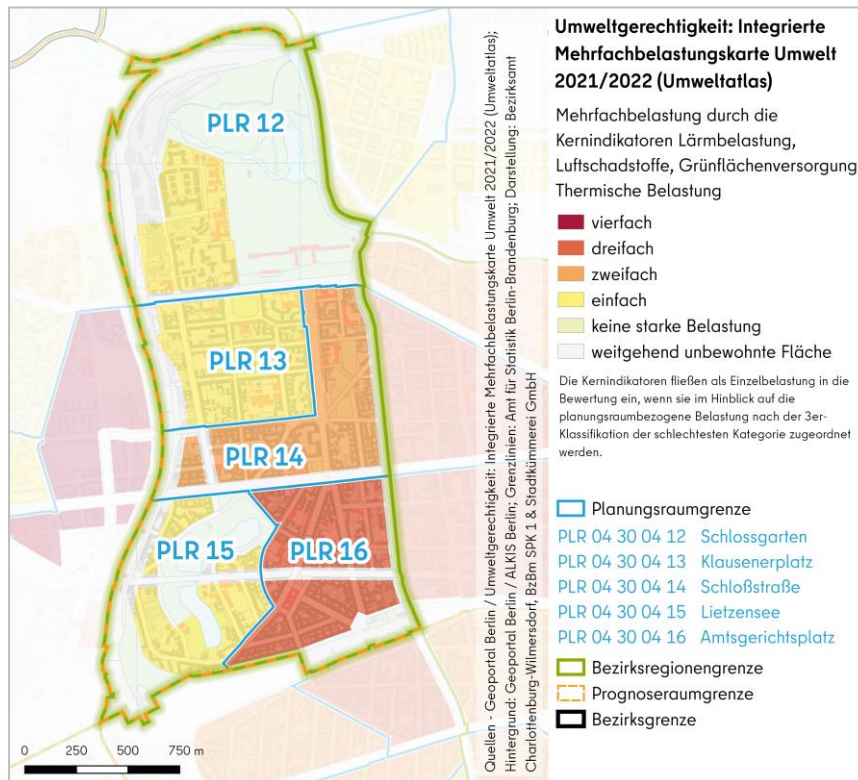 PLR 12
PLR 13
PLR 14
PLR 15
PLR 16
0 250 500 750 m
Quellen - Geoportal Berlin / Umweltgerechtigkeit: Integrierte Mehrfachbelastungskarte Umwelt 2021/2022 (Umweltatlas);
Hintergrund: Geoportal Berlin / ALKIS Berlin; Grenzlinien: Amt für Statistik Berlin-Brandenburg; Darstellung: Bezirksamt
Charlottenburg-Wilmersdorf, BzBm SPK 1 & Stadtkümmerei GmbH
Umweltgerechtigkeit: Integrierte
Mehrfachbelastungskarte Umwelt
2021/2022 (Umweltatlas)
Mehrfachbelastung durch die
Kernindikatoren Lärmbelastung,
Luftschadstoffe, Grünflächenversorgung
Thermische Belastung
vierfach
dreifach
zweifach
einfach
keine starke Belastung
weitgehend unbewohnte Fläche
Die Kernindikatoren fließen als Einzelbelastung in die
Bewertung ein, wenn sie im Hinblick auf die
planungsraumbezogene Belastung nach der 3er-
Klassifikation der schlechtesten Kategorie zugeordnet
werden.
Planungsraumgrenze
PLR 04 30 04 12 Schlossgarten
PLR 04 30 04 13 Klausenerplatz
PLR 04 30 04 14 Schloßstraße
PLR 04 30 04 15 Lietzensee
PLR 04 30 04 16 Amtsgerichtsplatz
Bezirksregionengrenze
Prognoseraumgrenze
Bezirksgrenze